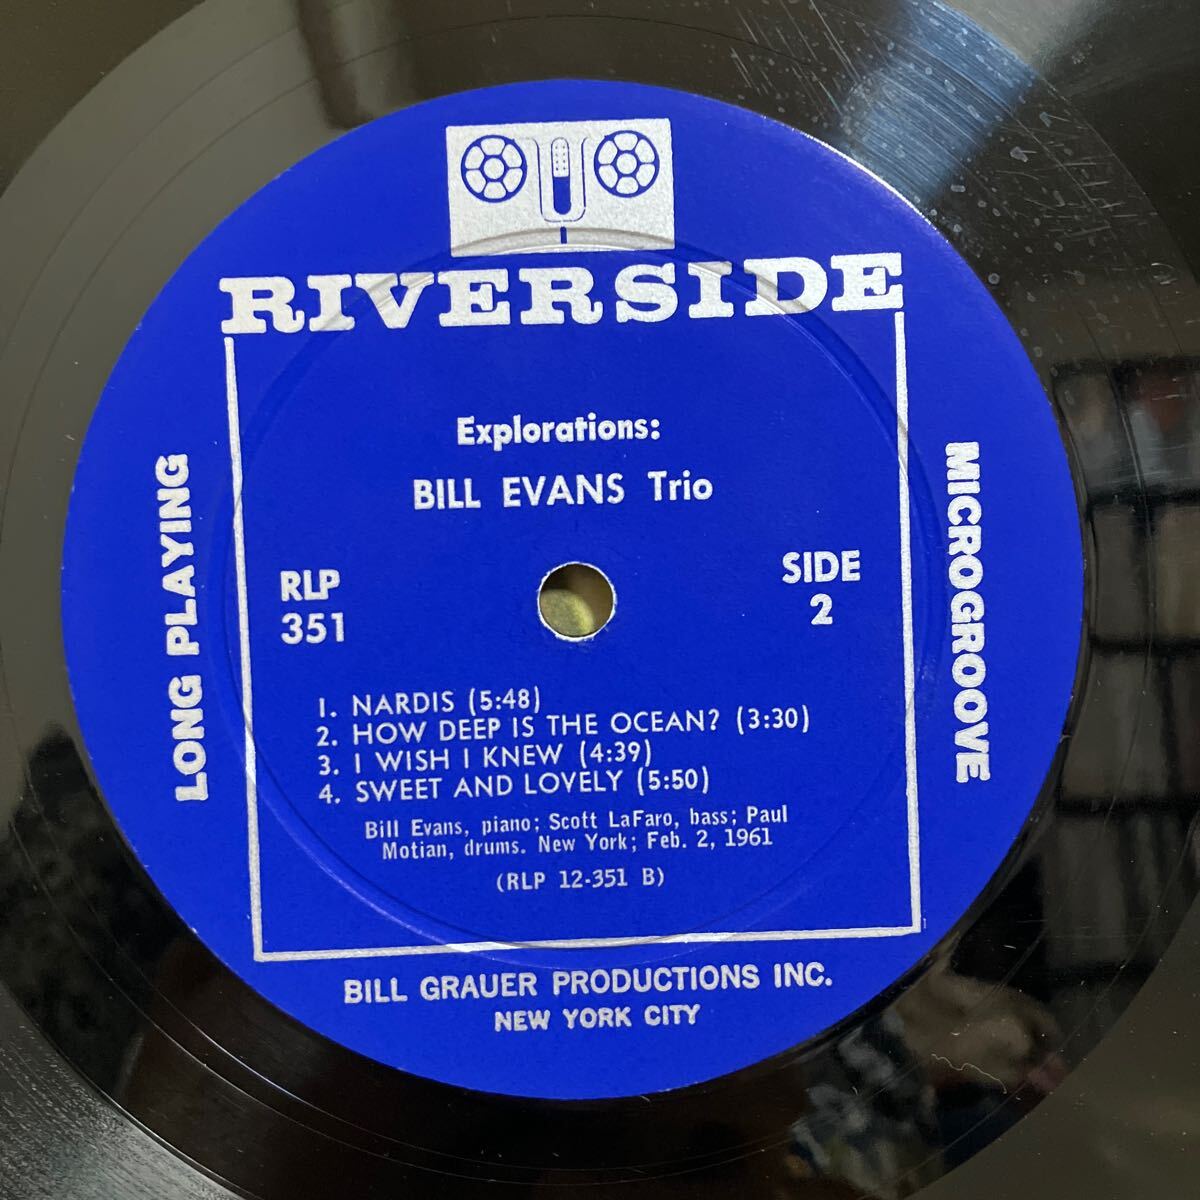 RIVERSIDE
Explorations:
BILL EVANS Trio
RLP
351
SIDE
2
LONG PLAYING
MICROGROOVE
1. NARDIS (5:48)
2. HOW DEEP IS THE OCEAN? (3:30)
3. I WISH I KNEW (4:39)
4. SWEET AND LOVELY (5:50)
Bill Evans, piano; Scott LaFaro, bass; Paul
Motian, drums. New York; Feb. 2, 1961
(RLP 12-351 B)
BILL GRAUER PRODUCTIONS INC.
NEW YORK CITY